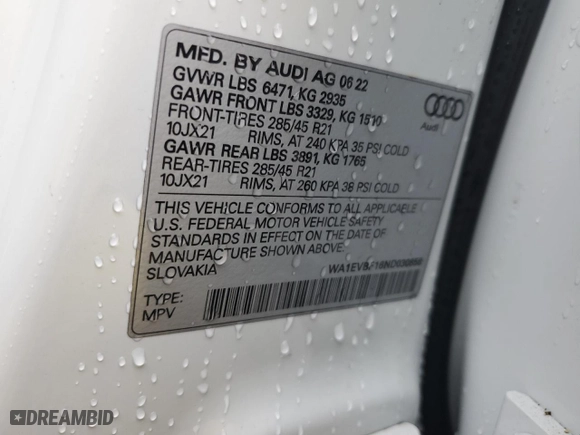 MFD. BY AUDI AG 06 22
GVWR LBS 6471, KG 2935
GAWR FRONT LBS 3329, KG 1510
FRONT-TIRES 285/45 R21
10JX21 RIMS, AT 240 KPA 35 PSI COLD
GAWR REAR LBS 3891, KG 1765
REAR-TIRES 285/45 R21
10JX21 RIMS, AT 260 KPA 38 PSI COLD
Audi
THIS VEHICLE CONFORMS TO ALL APPLICABLE
U.S. FEDERAL MOTOR VEHICLE SAFETY
STANDARDS IN EFFECT ON THE DATE OF
MANUFACTURE SHOWN ABOVE.
SLOVAKIA
TYPE:
MPV
DREAMBID